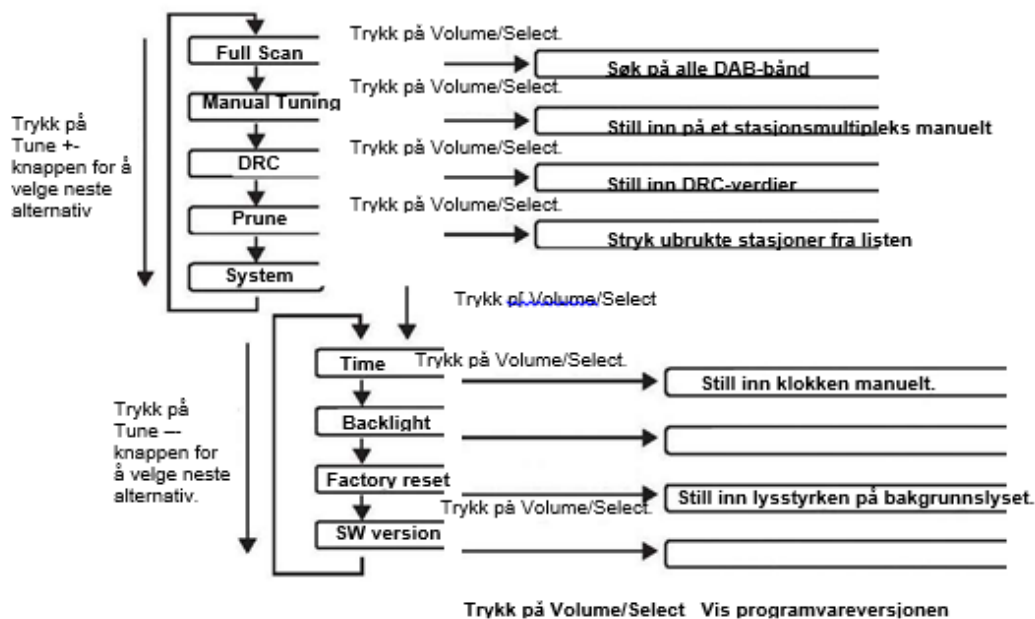 Trykk på Volume/Select.
Full Scan
Søk på alle DAB-bånd
Trykk på Volume/Select.
Manual Tuning
Still inn på et stasjonsmultipleks manuelt
Trykk på
Tune +-
knappen for å
velge neste
alternativ
Trykk på Volume/Select.
DRC
Still inn DRC-verdier
Trykk på Volume/Select.
Prune
Stryk ubrukte stasjoner fra listen
System
Trykk p[ Volume/Select
Trykk på Volume/Select.
Time
Still inn klokken manuelt.
Trykk på
Tune —-
knappen for
å velge neste
alternativ.
Backlight
Factory reset
Still inn lysstyrken på bakgrunnslyset.
Trykk på Volume/Select.
SW version
Trykk på Volume/Select Vis programvareversjonen